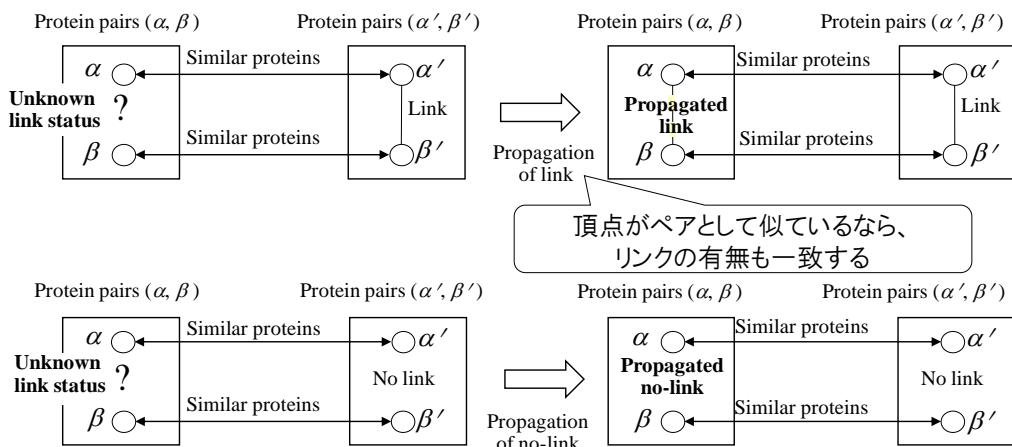 Protein pairs (α, β)
Protein pairs (α′, β′)
Similar proteins
α
α′
Unknown
link status
?
Link
Similar proteins
β
β′
Propagation
of link
Protein pairs (α, β)
Protein pairs (α′, β′)
Similar proteins
α
α′
Propagated
link
Link
Similar proteins
β
β′
頂点がペアとして似ているなら、
リンクの有無も一致する
Protein pairs (α, β)
Protein pairs (α′, β′)
Similar proteins
α
α′
Unknown
link status
?
No link
Similar proteins
β
β′
Propagation
of no-link
Protein pairs (α, β)
Protein pairs (α′, β′)
Similar proteins
α
α′
Propagated
no-link
No link
Similar proteins
β
β′